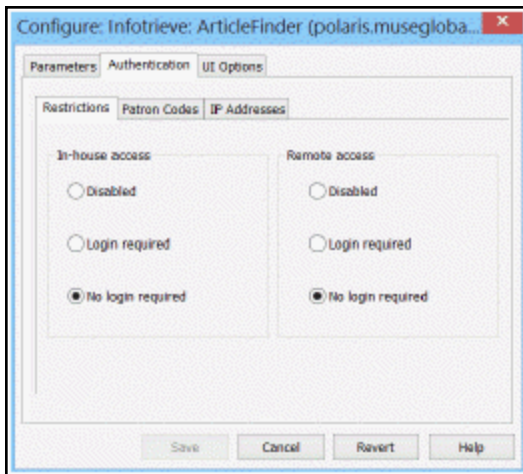 Configure: Infotrieve: ArticleFinder (polaris.musegloba...
Parameters Authentication UI Options
Restrictions Patron Codes IP Addresses
In-house access Remote access
Disabled Disabled
Login required Login required
No login required No login required
Save Cancel Revert Help